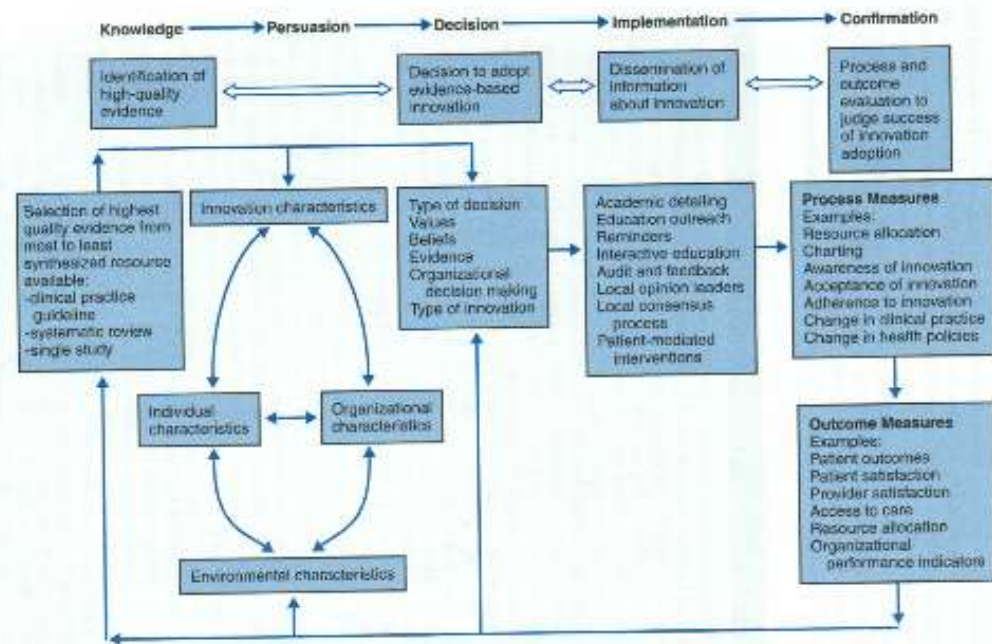 Knowledge Persuasion Decision Implementation Confirmation
Identification of
high-quality
evidence
Decision to adopt
evidence-based
innovation
Dissemination of
information
about innovation
Process and
outcome
evaluation to
judge success
of innovation
adoption
Selection of highest
quality evidence from
most to least
synthesized resource
available:
-clinical practice
guideline
-systematic review
-single study
Innovation characteristics
Individual
characteristics
Organizational
characteristics
Environmental characteristics
Type of decision
Values
Beliefs
Evidence
Organizational
decision making
Type of innovation
Academic detailing
Education outreach
Reminders
Interactive education
Audit and feedback
Local opinion leaders
Local consensus
process
Patient-mediated
interventions
Process Measures
Examples:
Resource allocation
Charting
Awareness of innovation
Acceptance of innovation
Adherence to innovation
Change in clinical practice
Change in health policies
Outcome Measures
Examples:
Patient outcomes
Patient satisfaction
Provider satisfaction
Access to care
Resource allocation
Organizational
performance indicators